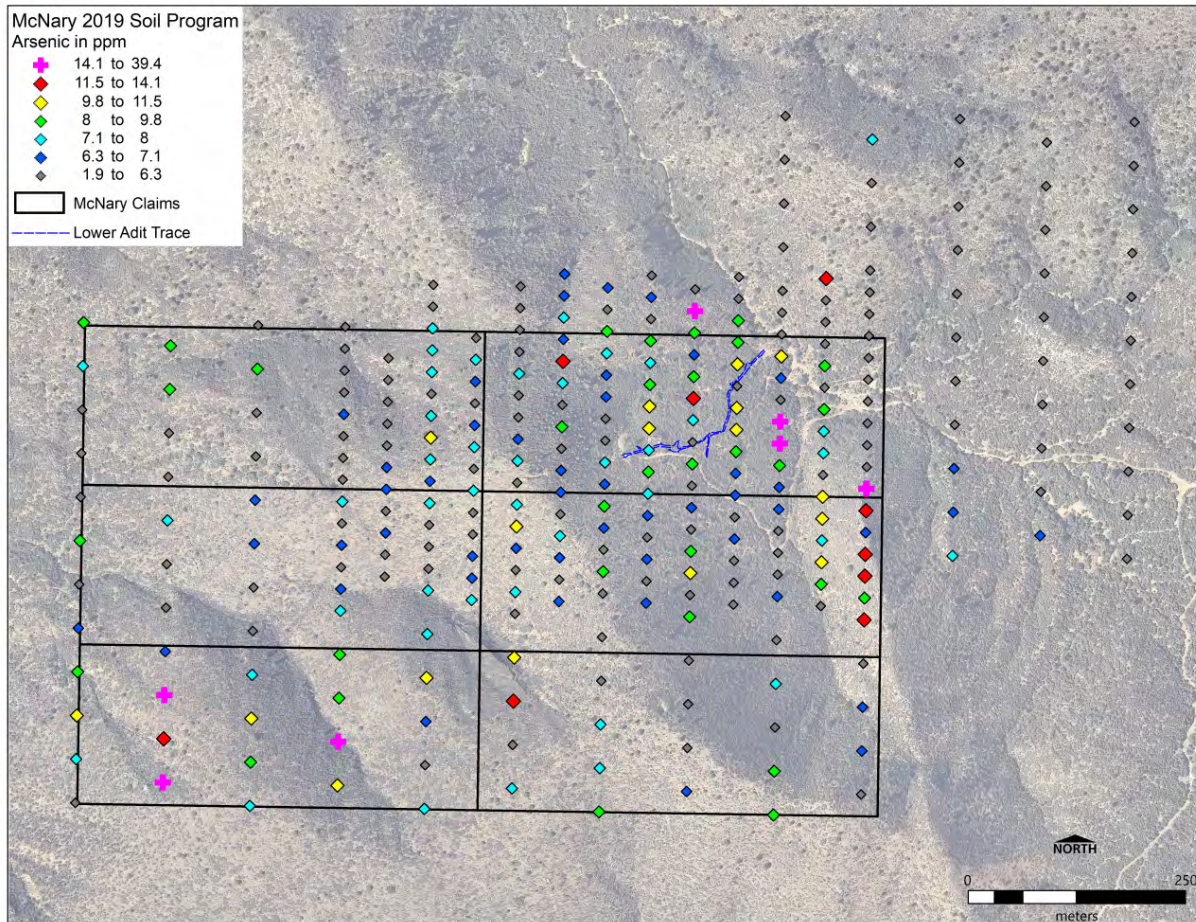 McNary 2019 Soil Program
Arsenic in ppm
14.1 to 39.4
11.5 to 14.1
9.8 to 11.5
8 to 9.8
7.1 to 8
6.3 to 7.1
1.9 to 6.3
McNary Claims
Lower Adit Trace
NORTH
0 250
meters